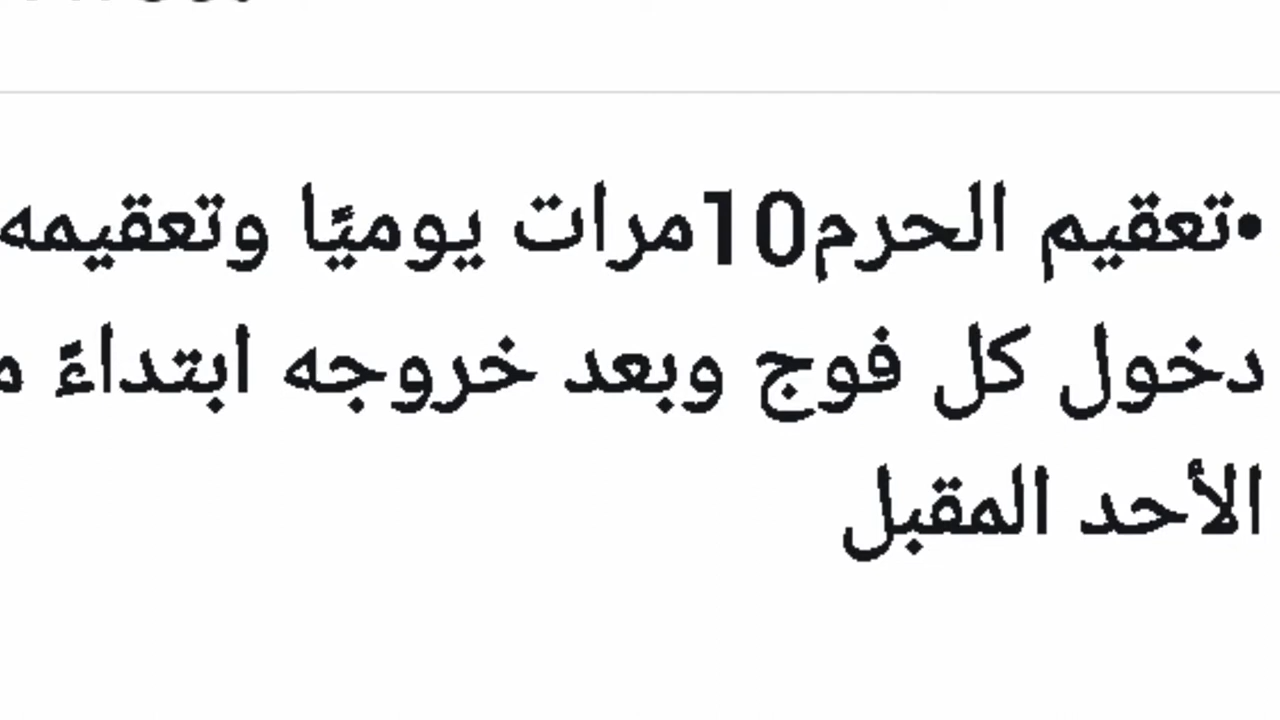 •تعقيم الحرم10مرات يوميًا وتعقيمه
دخول كل فوج وبعد خروجه ابتداءً
الأحد المقبل